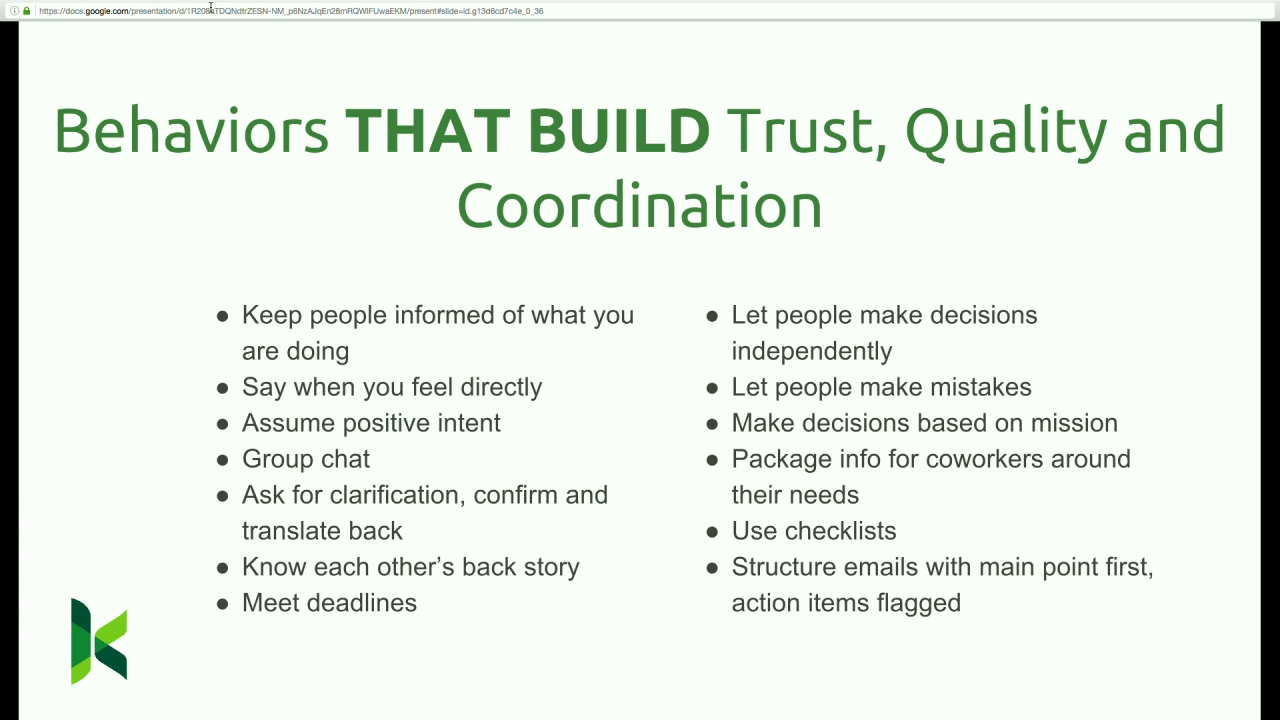 Behaviors THAT BUILD Trust, Quality and
Coordination
● Keep people informed of what you
are doing
● Say when you feel directly
● Assume positive intent
● Group chat
● Ask for clarification, confirm and
translate back
● Know each other’s back story
● Meet deadlines
● Let people make decisions
independently
● Let people make mistakes
● Make decisions based on mission
● Package info for coworkers around
their needs
● Use checklists
● Structure emails with main point first,
action items flagged